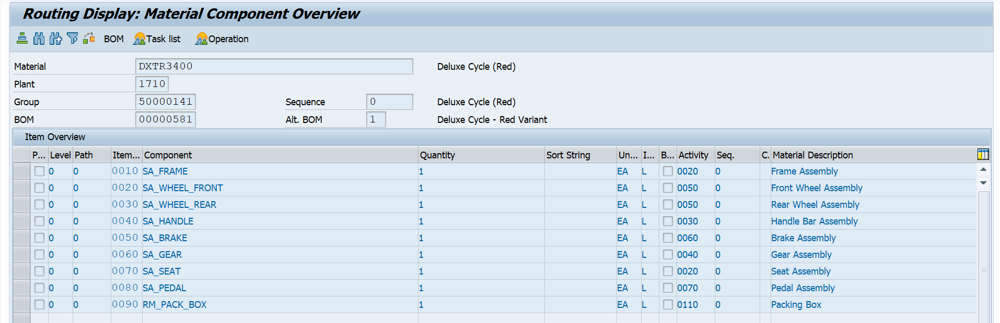 Routing Display: Material Component Overview
BOM Task list Operation
Material DXTR3400 Deluxe Cycle (Red)
Plant 1710
Group 50000141 Sequence 0 Deluxe Cycle (Red)
BOM 00000581 Alt. BOM 1 Deluxe Cycle - Red Variant
Item Overview
P... Level Path Item... Component Quantity Sort String Un... I... B... Activity Seq. C. Material Description
0 0 0010 SA_FRAME 1 EA L 0020 0 Frame Assembly
0 0 0020 SA_WHEEL_FRONT 1 EA L 0050 0 Front Wheel Assembly
0 0 0030 SA_WHEEL_REAR 1 EA L 0050 0 Rear Wheel Assembly
0 0 0040 SA_HANDLE 1 EA L 0030 0 Handle Bar Assembly
0 0 0050 SA_BRAKE 1 EA L 0060 0 Brake Assembly
0 0 0060 SA_GEAR 1 EA L 0040 0 Gear Assembly
0 0 0070 SA_SEAT 1 EA L 0020 0 Seat Assembly
0 0 0080 SA_PEDAL 1 EA L 0070 0 Pedal Assembly
0 0 0090 RM_PACK_BOX 1 EA L 0110 0 Packing Box